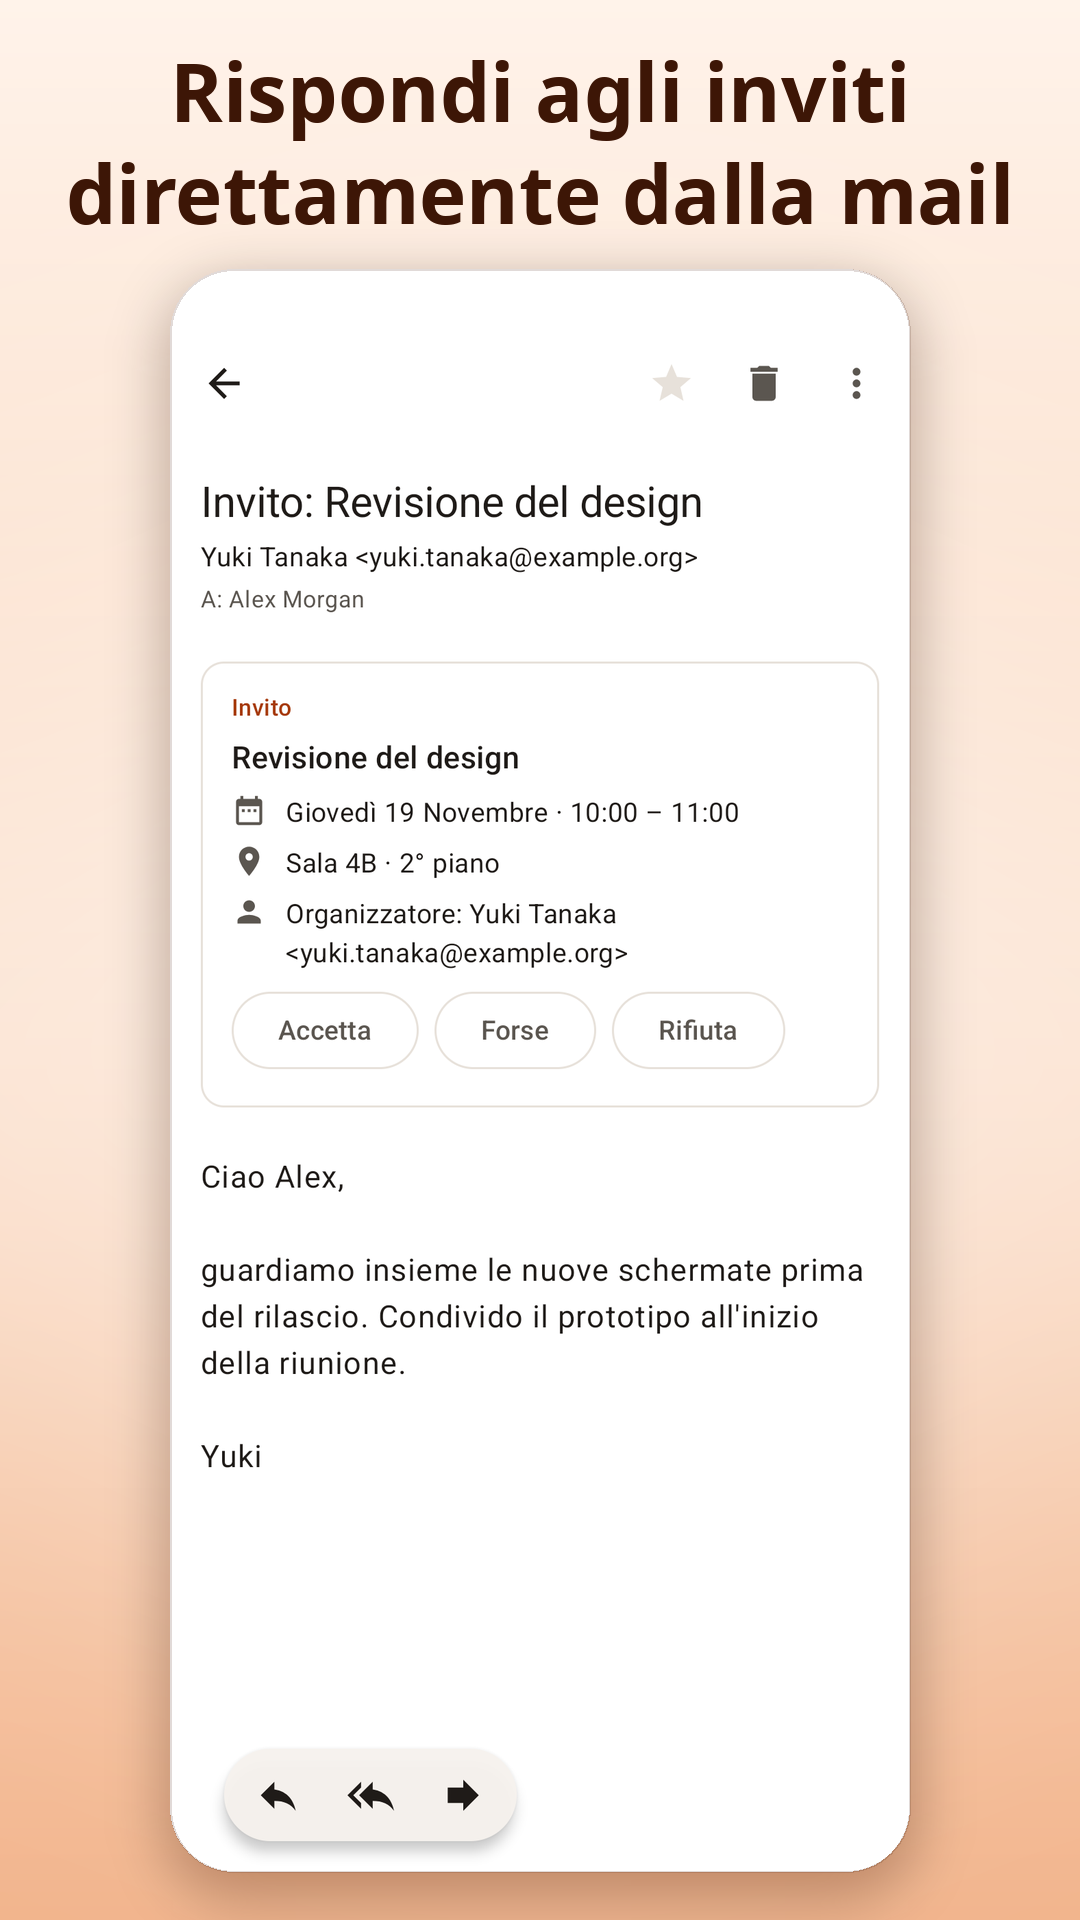 Rispondi agli inviti
direttamente dalla mail
Invito: Revisione del design
Yuki Tanaka <yuki.tanaka@example.org>
A: Alex Morgan
Invito
Revisione del design
Giovedì 19 Novembre · 10:00 – 11:00
Sala 4B · 2° piano
Organizzatore: Yuki Tanaka
<yuki.tanaka@example.org>
Accetta Forse Rifiuta
Ciao Alex,
guardiamo insieme le nuove schermate prima
del rilascio. Condivido il prototipo all'inizio
della riunione.
Yuki